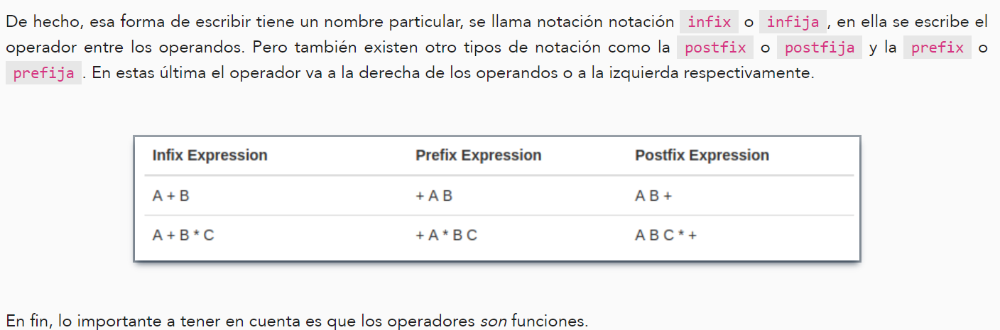 De hecho, esa forma de escribir tiene un nombre particular, se llama notación notación infix o infija , en ella se escribe el
operador entre los operandos. Pero también existen otro tipos de notación como la postfix o postfija y la prefix o
prefija . En estas última el operador va a la derecha de los operandos o a la izquierda respectivamente.
Infix Expression Prefix Expression Postfix Expression
A + B + A B A B +
A + B * C + A * B C A B C * +
En fin, lo importante a tener en cuenta es que los operadores son funciones.